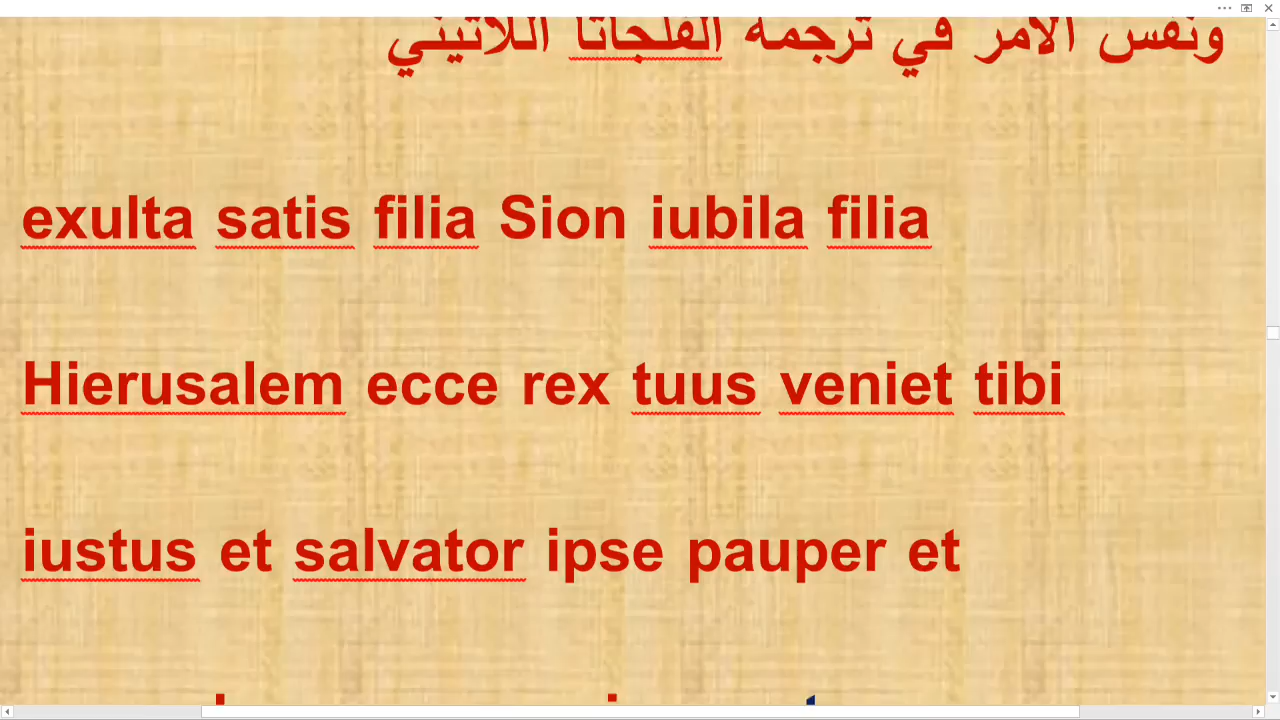 ونفس الامر في ترجمة الفلجاتا اللاتيني
exulta satis filia Sion iubila filia
Hierusalem ecce rex tuus veniet tibi
iustus et salvator ipse pauper et